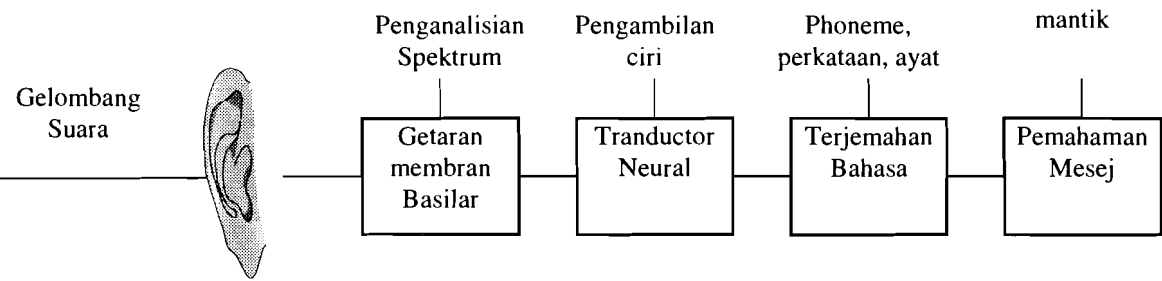 Gelombang
Suara
Penganalisian
Spektrum
Getaran
membran
Basilar
Pengambilan
ciri
Tranductor
Neural
Phoneme,
perkataan, ayat
Terjemahan
Bahasa
mantik
Pemahaman
Mesej